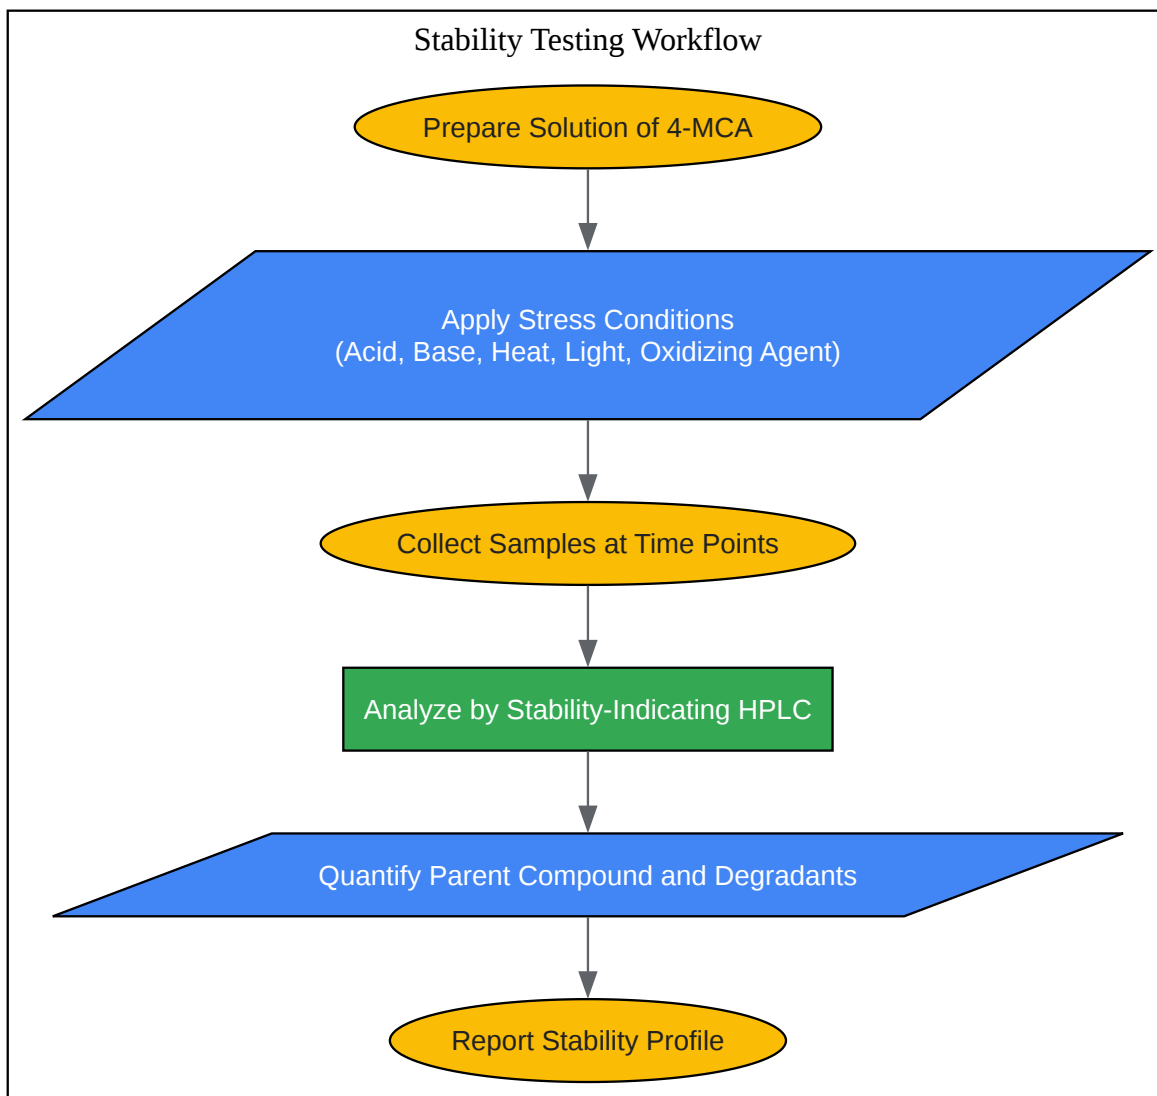 Stability Testing Workflow
Prepare Solution of 4-MCA
Apply Stress Conditions
(Acid, Base, Heat, Light, Oxidizing Agent)
Collect Samples at Time Points
Analyze by Stability-Indicating HPLC
Quantify Parent Compound and Degradants
Report Stability Profile